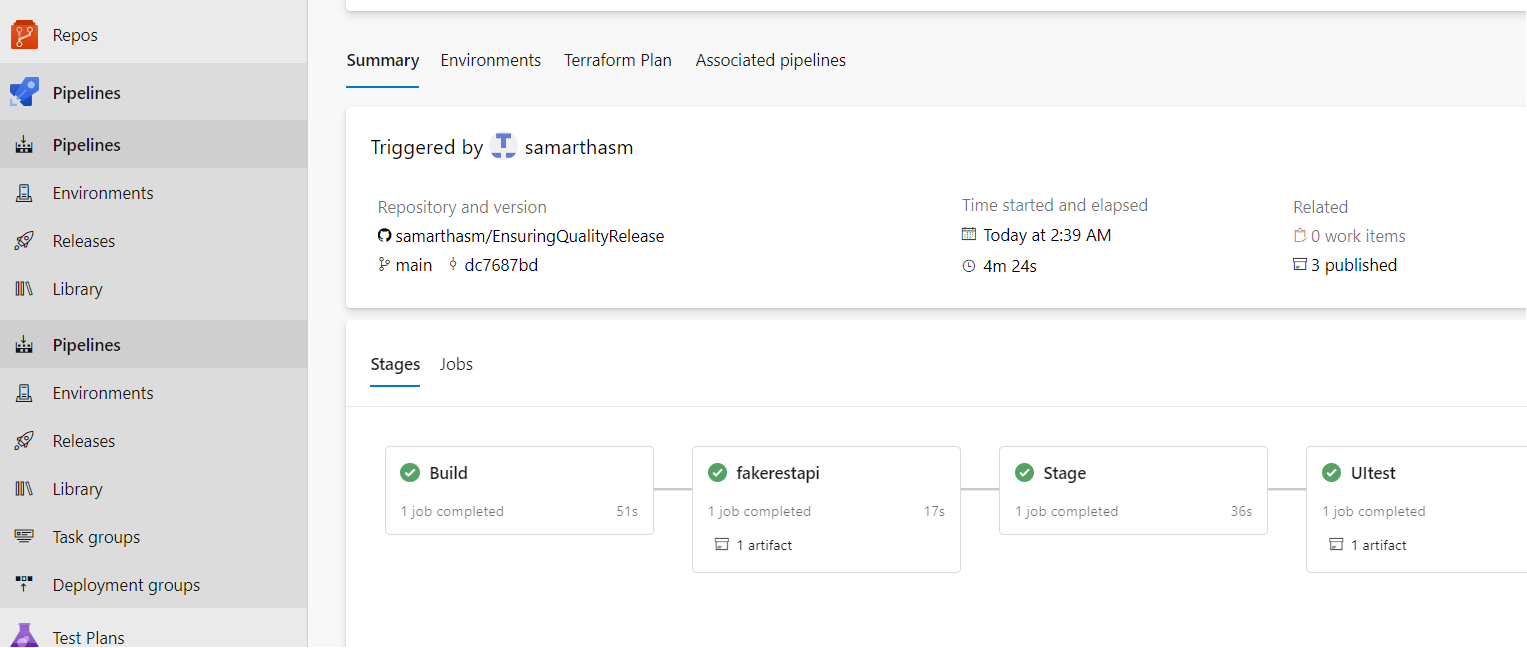 Repos
Pipelines
Pipelines
Environments
Releases
Library
Pipelines
Environments
Releases
Library
Task groups
Deployment groups
Test Plans
Summary Environments Terraform Plan Associated pipelines
Triggered by samarthasm
Repository and version
samarthasm/EnsuringQualityRelease
main dc7687bd
Time started and elapsed
Today at 2:39 AM
4m 24s
Related
0 work items
3 published
Stages Jobs
Build
1 job completed 51s
fakerestapi
1 job completed 17s
1 artifact
Stage
1 job completed 36s
UItest
1 job completed
1 artifact